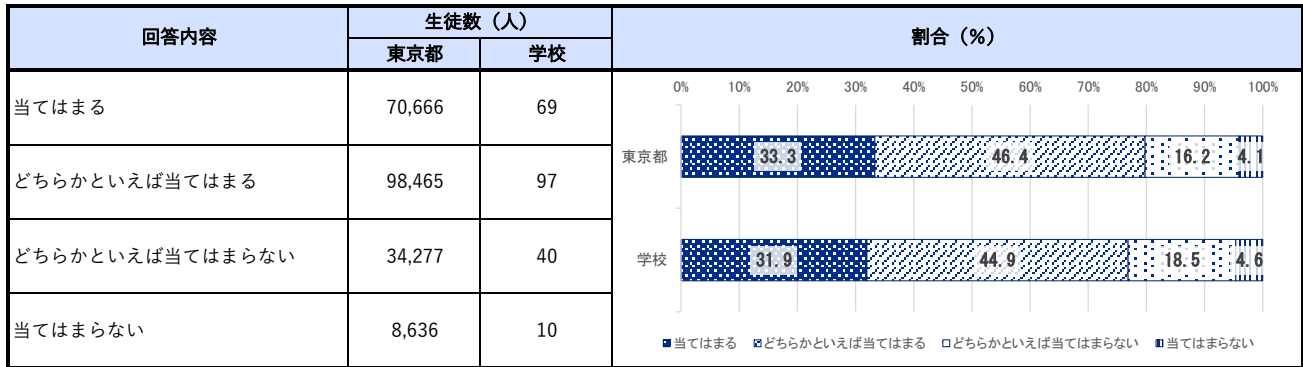 回答内容 生徒数（人） 割合（%）
東京都 学校
当てはまる 70,666 69
どちらかといえば当てはまる 98,465 97
どちらかといえば当てはまらない 34,277 40
当てはまらない 8,636 10
0% 10% 20% 30% 40% 50% 60% 70% 80% 90% 100%
東京都 33.3 46.4 16.2 4.1
学校 31.9 44.9 18.5 4.6
当てはまる どちらかといえば当てはまる どちらかといえば当てはまらない 当てはまらない